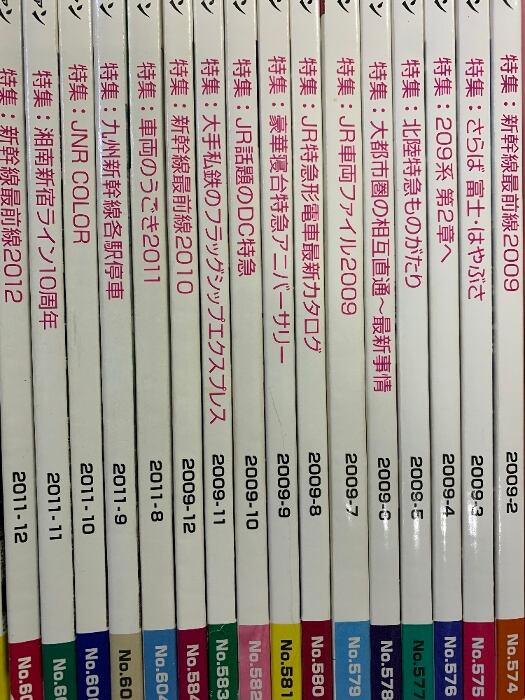 特集：新幹線最前線2009 2009-2 No.574
特集：さらば 富士・はやぶさ 2009-3 No.575
特集：209系 第2章へ 2009-4 No.576
特集：北陸特急ものがたり 2009-5 No.577
特集：大都市圏の相互直通～最新事情 2009-6 No.578
特集：JR車両ファイル2009 2009-7 No.579
特集：JR特急形電車最新カタログ 2009-8 No.580
特集：豪華寝台特急アニバーサリー 2009-9 No.581
特集：JR話題のDC特急 2009-10 No.582
特集：大手私鉄のフラッグシップエクスプレス 2009-11 No.583
特集：新幹線最前線2010 2009-12 No.584
特集：車両のうごき2011 2011-8 No.604
特集：九州新幹線各駅停車 2011-9 No.60
特集：JNR COLOR 2011-10 No.60
特集：湘南新宿ライン10周年 2011-11 No.60
特集：新幹線最前線2012 2011-12 No.60